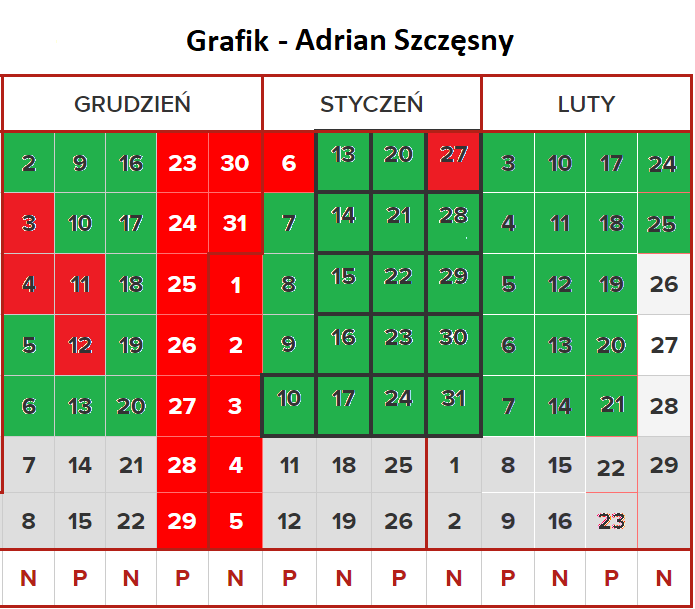 Grafik - Adrian Szczęsny
GRUDZIEŃ STYCZEŃ LUTY
2 9 16 23 30 6 13 20 27 3 10 17 24
3 10 17 24 31 7 14 21 28 4 11 18 25
4 11 18 25 1 8 15 22 29 5 12 19 26
5 12 19 26 2 9 16 23 30 6 13 20 27
6 13 20 27 3 10 17 24 31 7 14 21 28
7 14 21 28 4 11 18 25 1 8 15 22 29
8 15 22 29 5 12 19 26 2 9 16 23
N P N P N P N P N P N P N